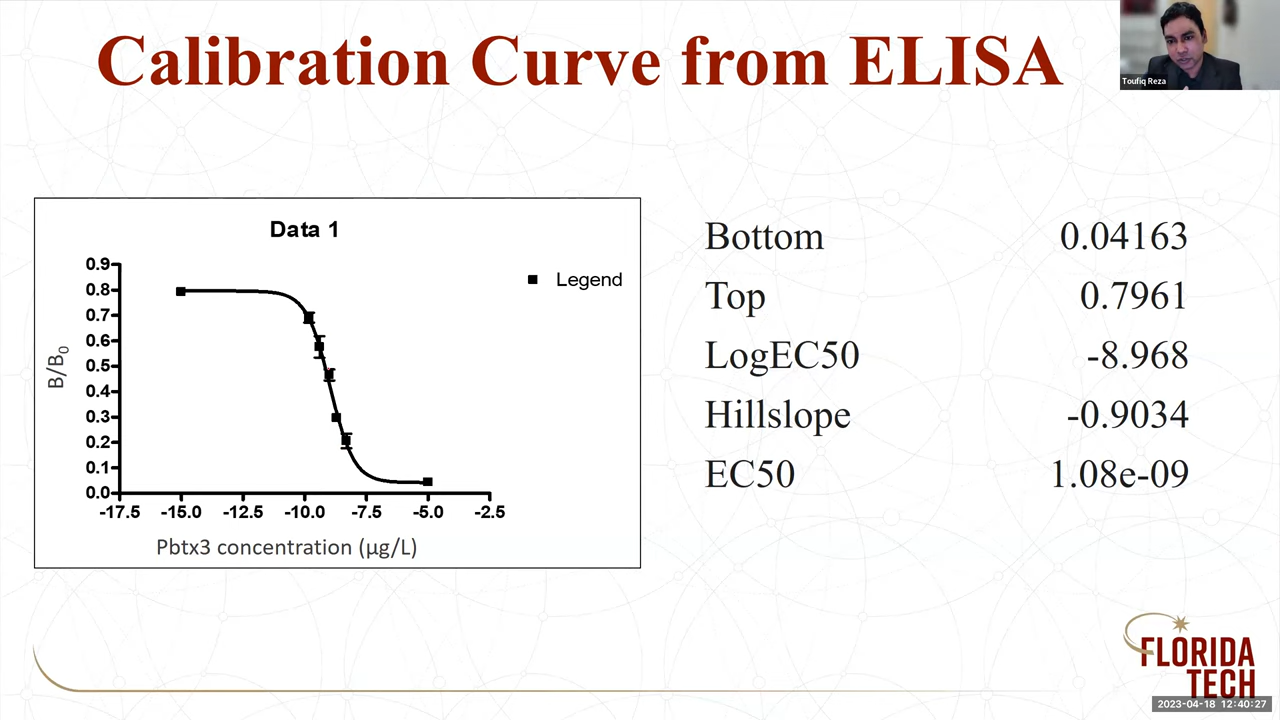 Calibration Curve from ELISA
Toufiq Reza
Data 1
Legend
0.9
0.8
0.7
0.6
0.5
0.4
0.3
0.2
0.1
0.0
B/B₀
-17.5 -15.0 -12.5 -10.0 -7.5 -5.0 -2.5
Pbtx3 concentration (µg/L)
Bottom 0.04163
Top 0.7961
LogEC50 -8.968
Hillslope -0.9034
EC50 1.08e-09
FLORIDA
TECH
2023-04-18 12:40:27